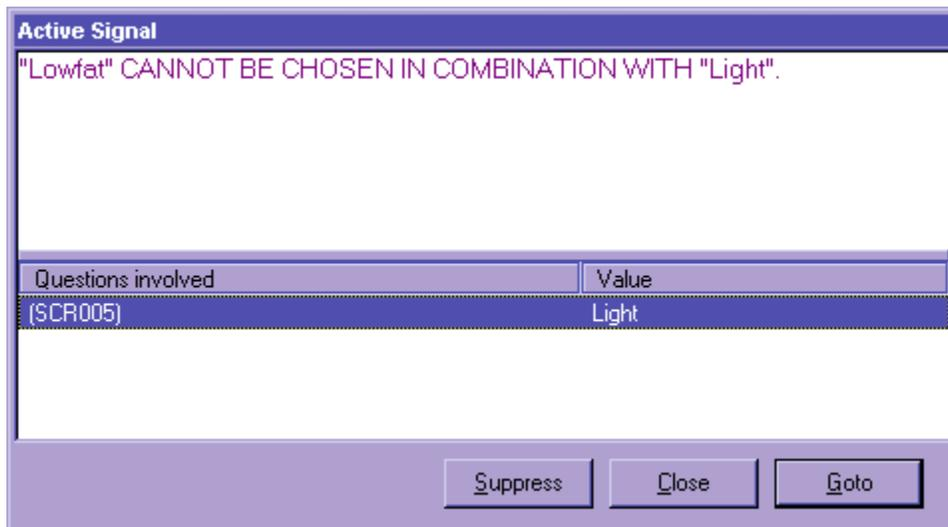 Active Signal
"Lowfat" CANNOT BE CHOSEN IN COMBINATION WITH "Light".
Questions involved Value
(SCR005) Light
Suppress Close Goto